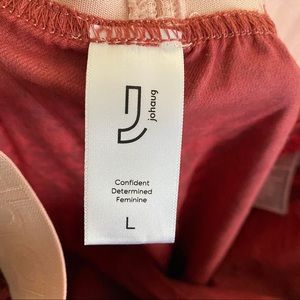 johaug
Confident
Determined
Feminine
L